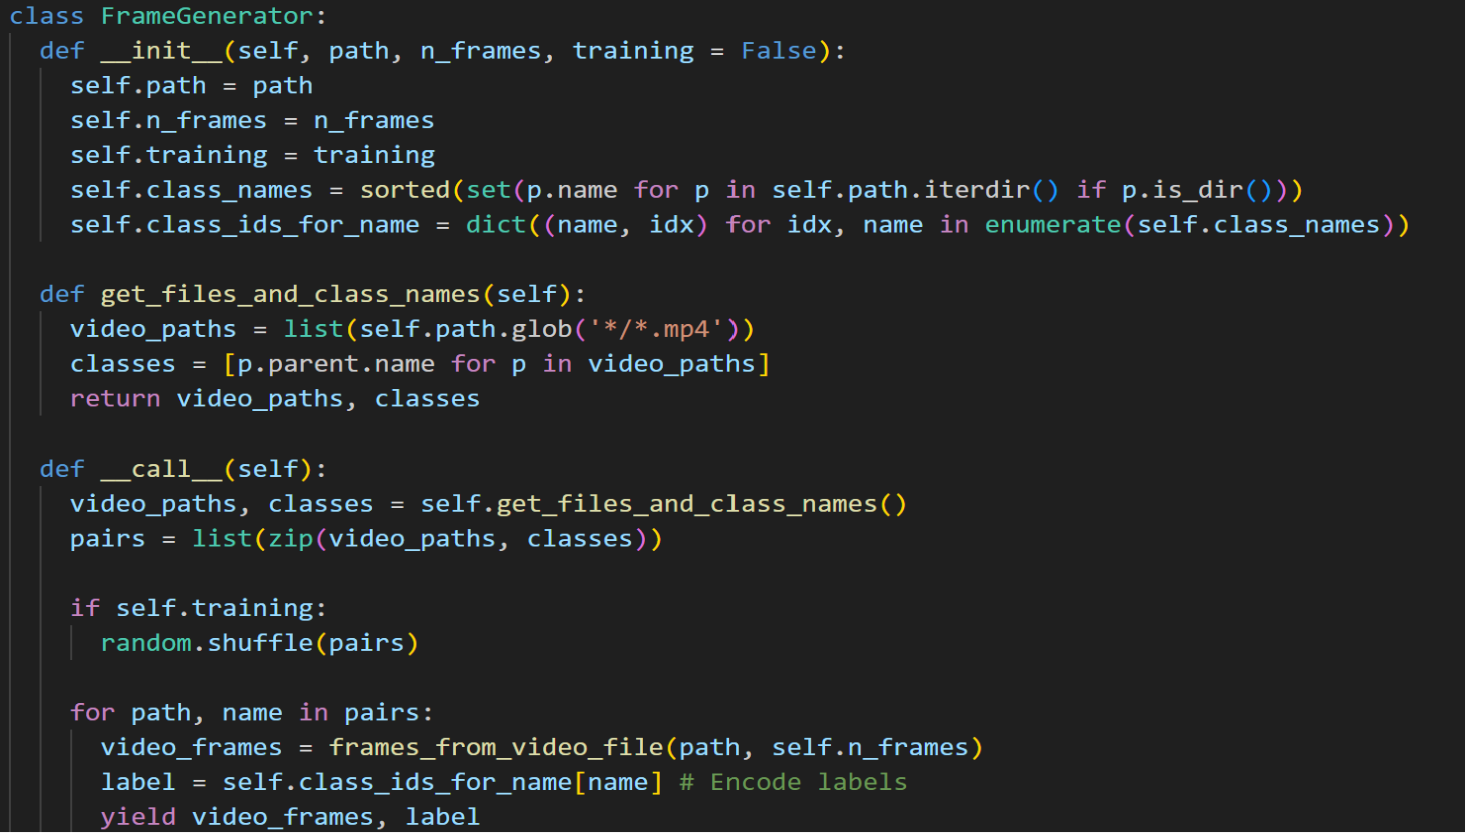 class FrameGenerator:
  def __init__(self, path, n_frames, training = False):
    self.path = path
    self.n_frames = n_frames
    self.training = training
    self.class_names = sorted(set(p.name for p in self.path.iterdir() if p.is_dir()))
    self.class_ids_for_name = dict((name, idx) for idx, name in enumerate(self.class_names))

  def get_files_and_class_names(self):
    video_paths = list(self.path.glob('*/*.mp4'))
    classes = [p.parent.name for p in video_paths]
    return video_paths, classes

  def __call__(self):
    video_paths, classes = self.get_files_and_class_names()
    pairs = list(zip(video_paths, classes))

    if self.training:
      random.shuffle(pairs)

    for path, name in pairs:
      video_frames = frames_from_video_file(path, self.n_frames)
      label = self.class_ids_for_name[name] # Encode labels
      yield video_frames, label